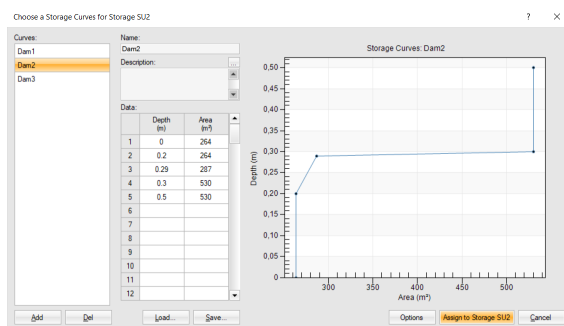 Choose a Storage Curves for Storage SU2 ? ×
Curves:
Dam1
Dam2
Dam3
Name:
Dam2
Description:
...
Data:
Depth (m) Area (m²)
1 0 264
2 0.2 264
3 0.29 287
4 0.3 530
5 0.5 530
6
7
8
9
10
11
12
Storage Curves: Dam2
Depth (m)
0,50
0,45
0,40
0,35
0,30
0,25
0,20
0,15
0,10
0,05
0
300 350 400 450 500
Area (m²)
Add Del Load... Save... Options Assign to Storage SU2 Cancel